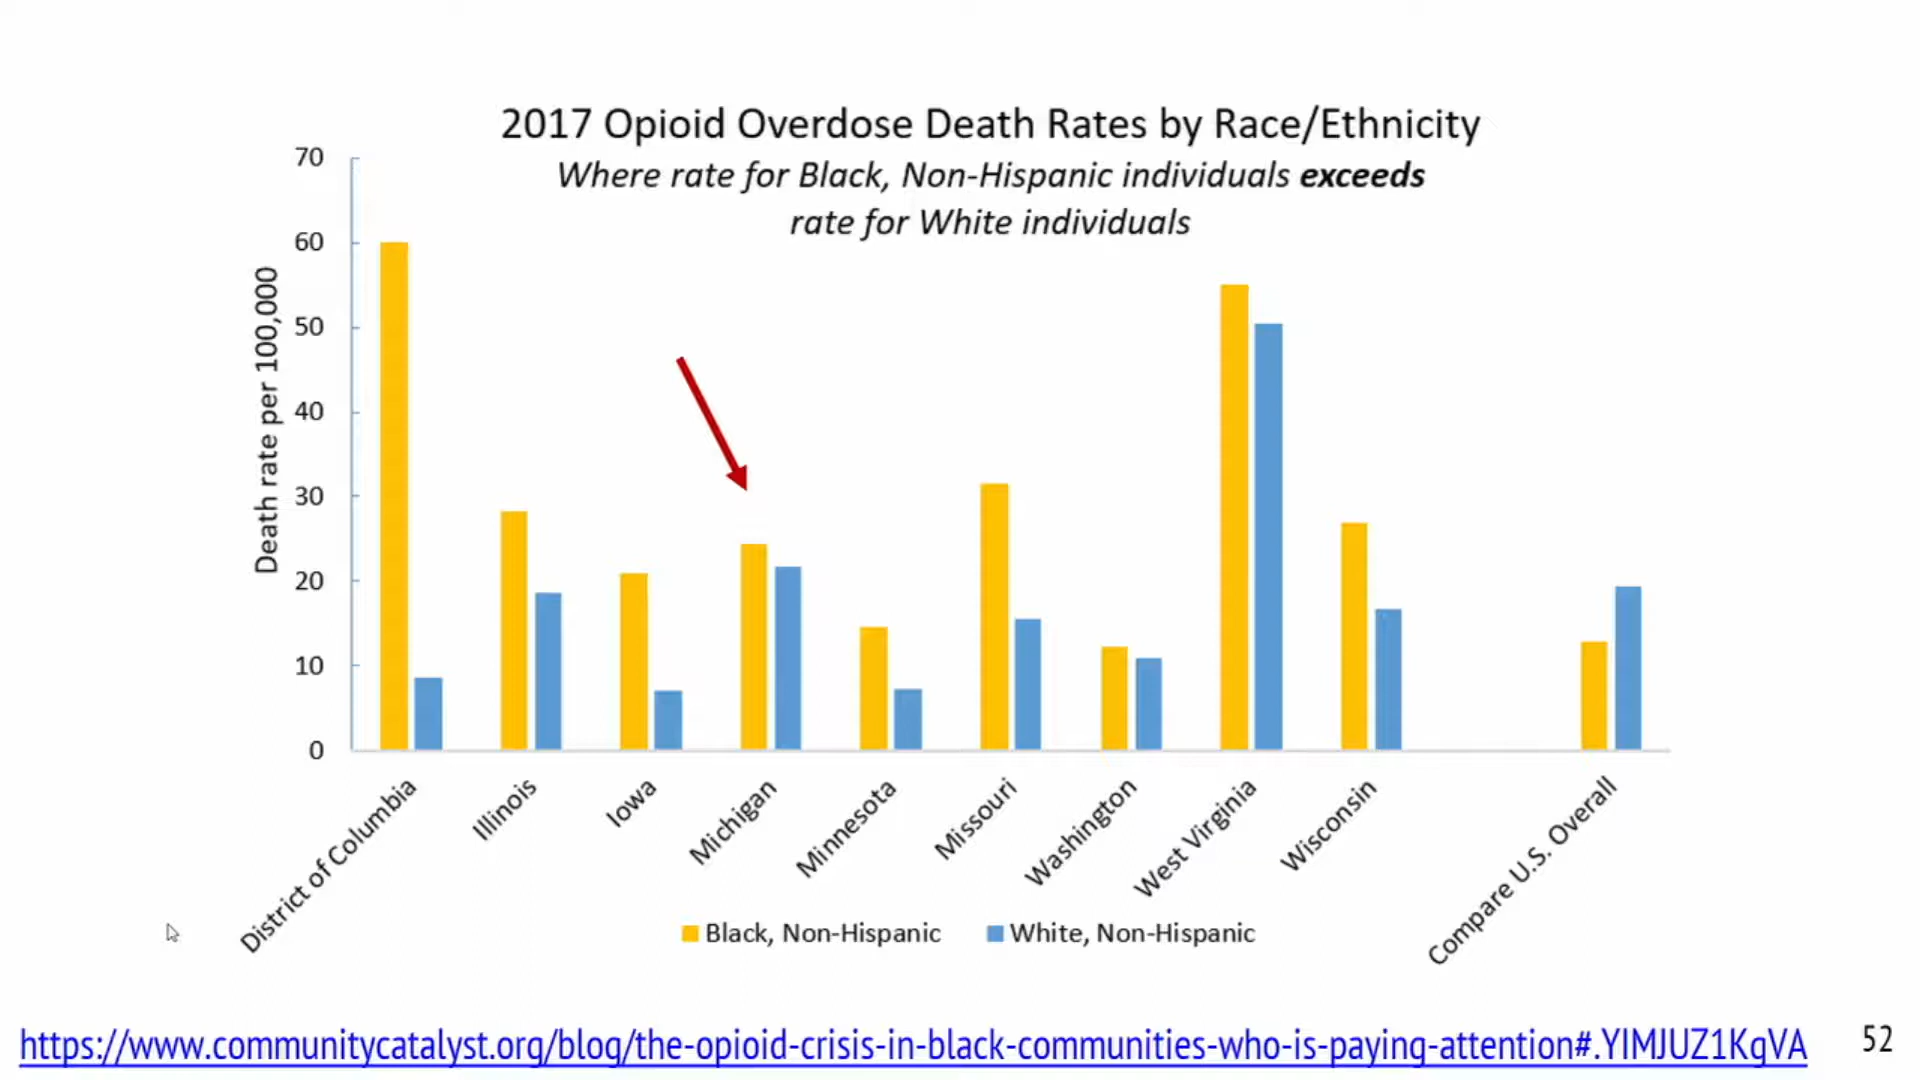 2017 Opioid Overdose Death Rates by Race/Ethnicity
Where rate for Black, Non-Hispanic individuals exceeds
rate for White individuals
Death rate per 100,000
70
60
50
40
30
20
10
0
District of Columbia
Illinois
Iowa
Michigan
Minnesota
Missouri
Washington
West Virginia
Wisconsin
Compare U.S. Overall
Black, Non-Hispanic
White, Non-Hispanic
https://www.communitycatalyst.org/blog/the-opioid-crisis-in-black-communities-who-is-paying-attention#.YIMJUZ1KgVA
52